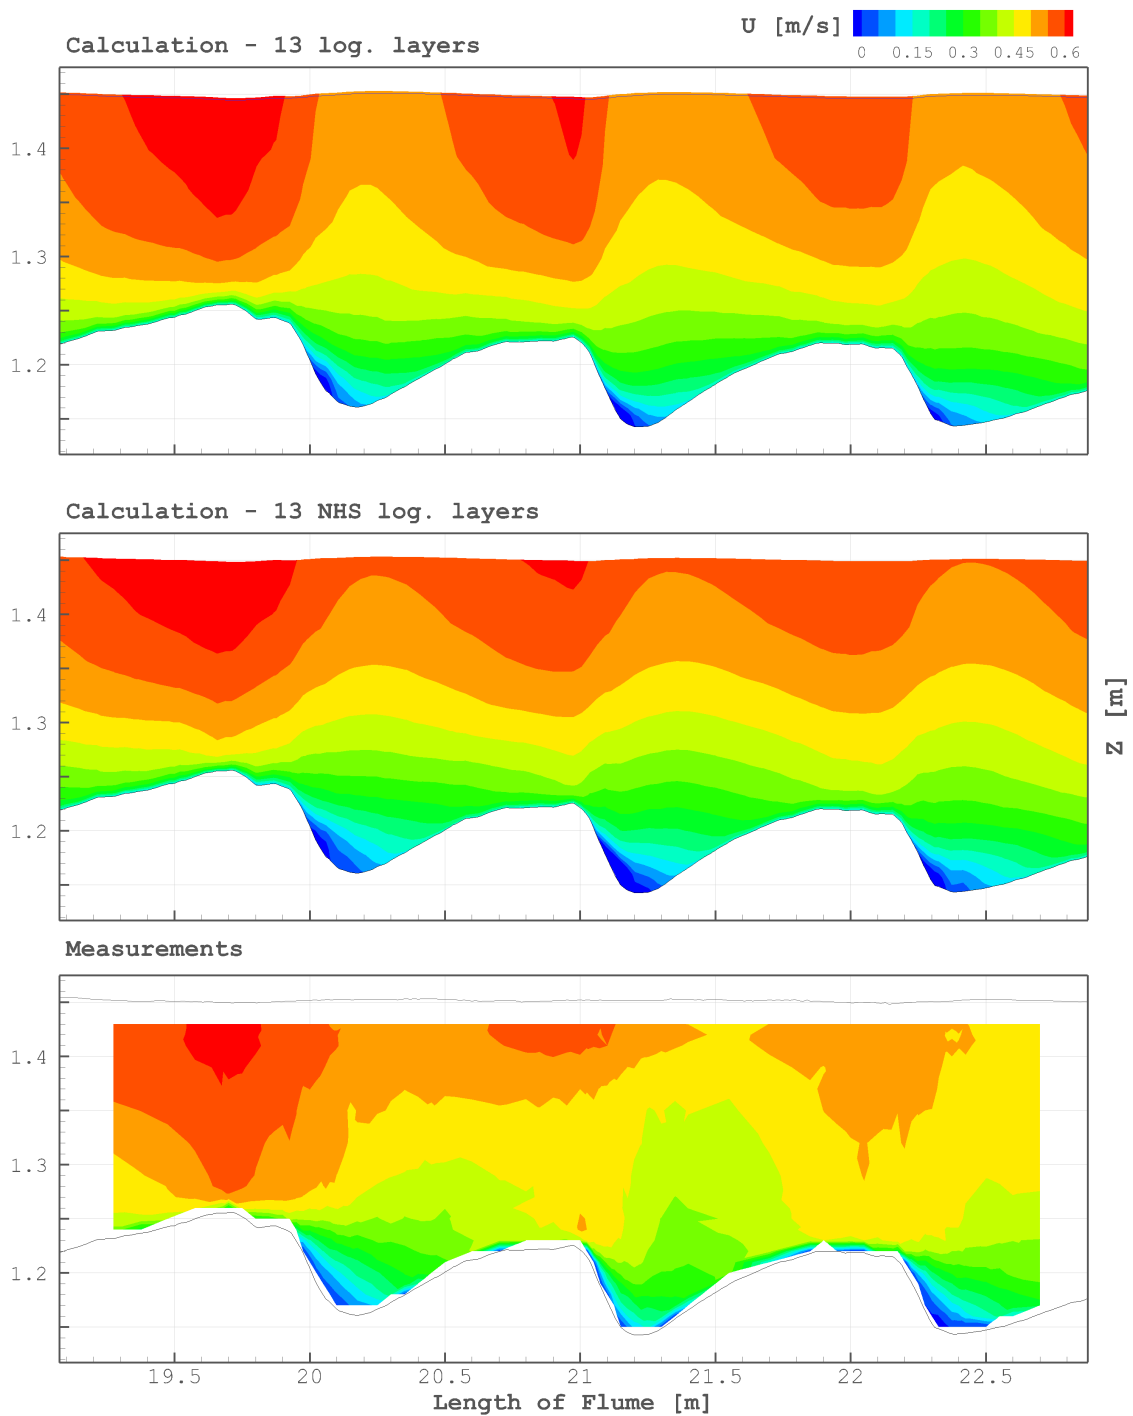 U [m/s]
0 0.15 0.3 0.45 0.6
Calculation - 13 log. layers
1.4
1.3
1.2
Calculation - 13 NHS log. layers
1.4
1.3
1.2
Z [m]
Measurements
1.4
1.3
1.2
19.5 20 20.5 21 21.5 22 22.5
Length of Flume [m]